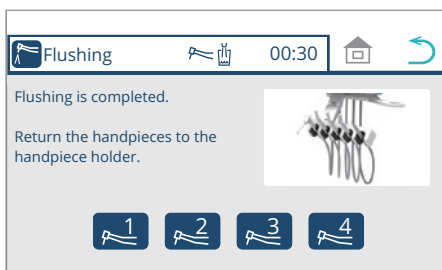 Flushing 00:30
Flushing is completed.
Return the handpieces to the
handpiece holder.
1 2 3 4